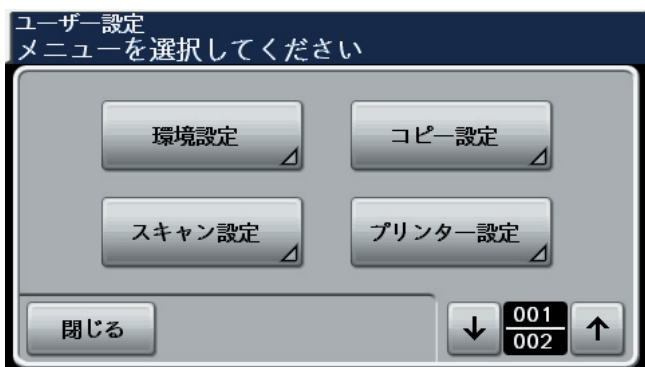 ユーザー設定
メニューを選択してください
環境設定
コピー設定
スキャン設定
プリンター設定
閉じる
↓
001
002
↑